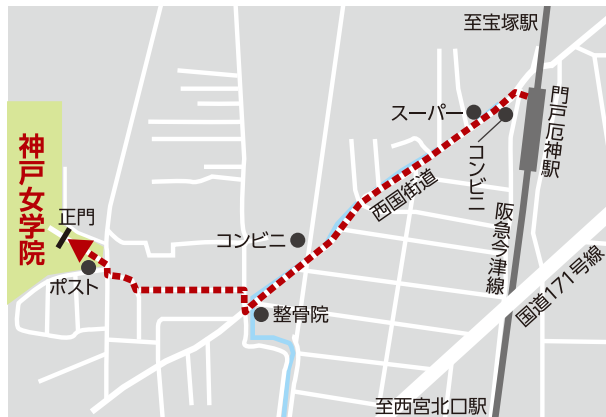 至宝塚駅
門戸厄神駅
スーパー
コンビニ
西国街道
阪急今津線
国道171号線
神戸女学院
正門
ポスト
コンビニ
整骨院
至西宮北口駅